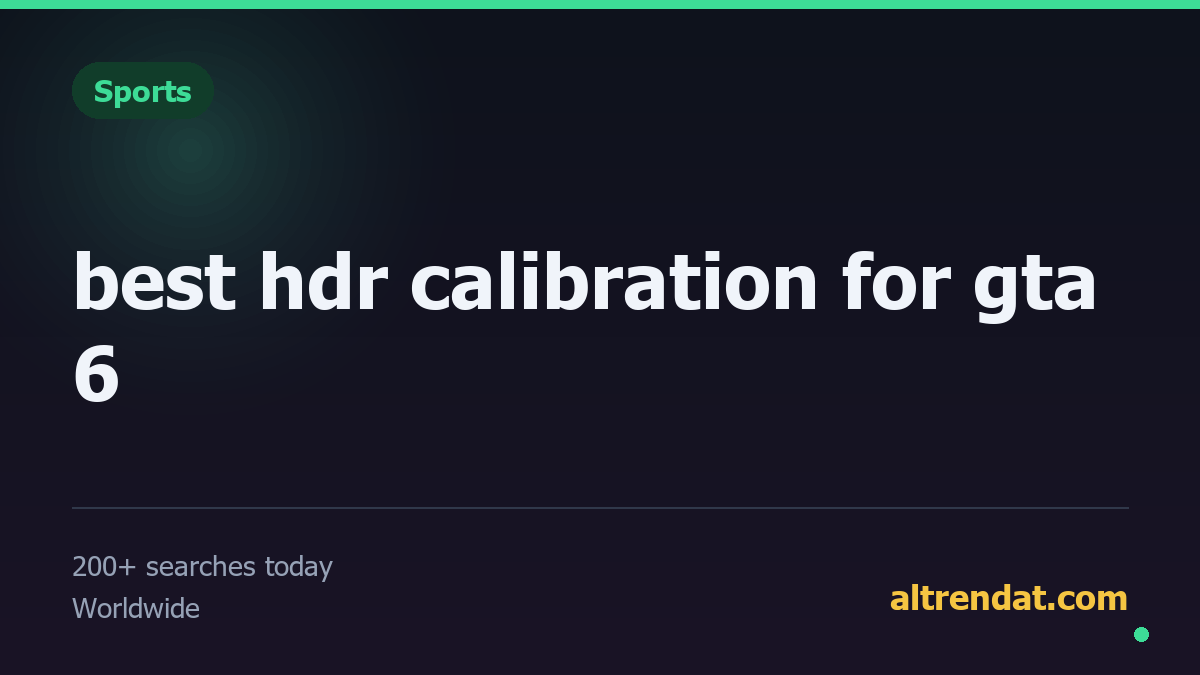 Sports
best hdr calibration for gta
6
200+ searches today
Worldwide
altrendat.com